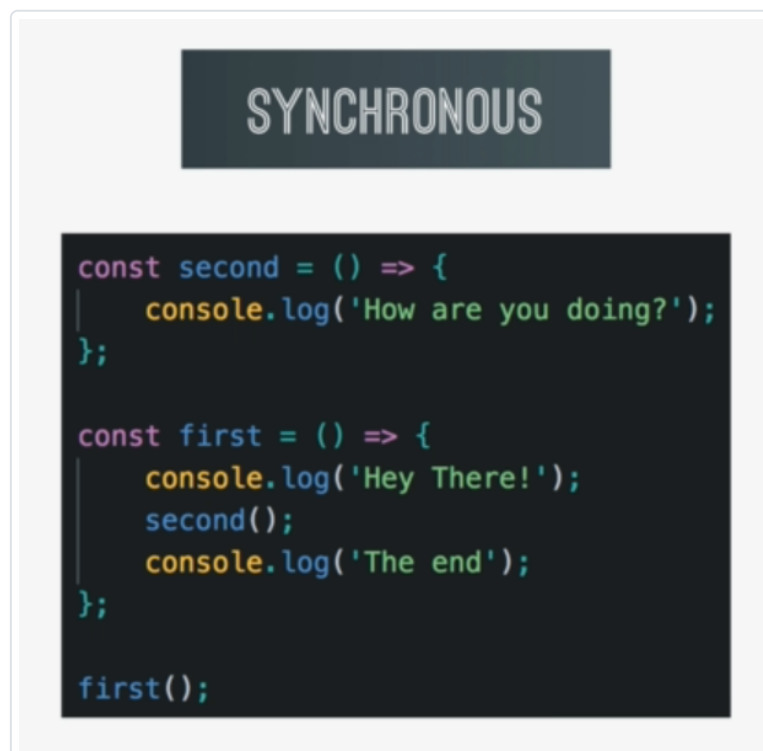 SYNCHRONOUS
const second = () => {
    console.log('How are you doing?');
};
const first = () => {
    console.log('Hey There!');
    second();
    console.log('The end');
};
first();